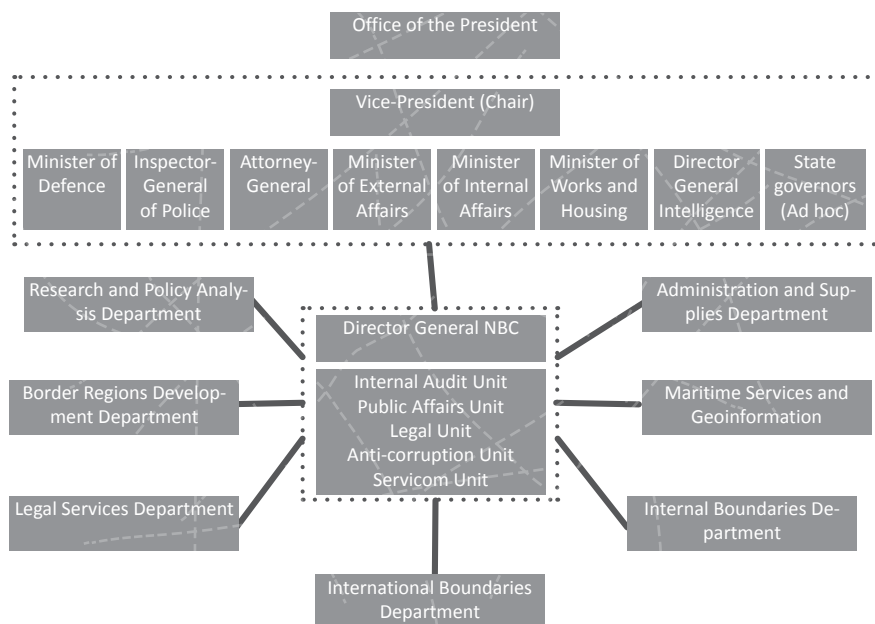 Office of the President
Vice-President (Chair)
Minister of
Defence
Inspector-
General
of Police
Attorney-
General
Minister
of External
Affairs
Minister
of Internal
Affairs
Minister of
Works and
Housing
Director
General
Intelligence
State
governors
(Ad hoc)
Research and Policy Analy-
sis Department
Administration and Sup-
plies Department
Director General NBC
Internal Audit Unit
Public Affairs Unit
Legal Unit
Anti-corruption Unit
Servicom Unit
Border Regions Develop-
ment Department
Maritime Services and
Geoinformation
Legal Services Department
Internal Boundaries De-
partment
International Boundaries
Department